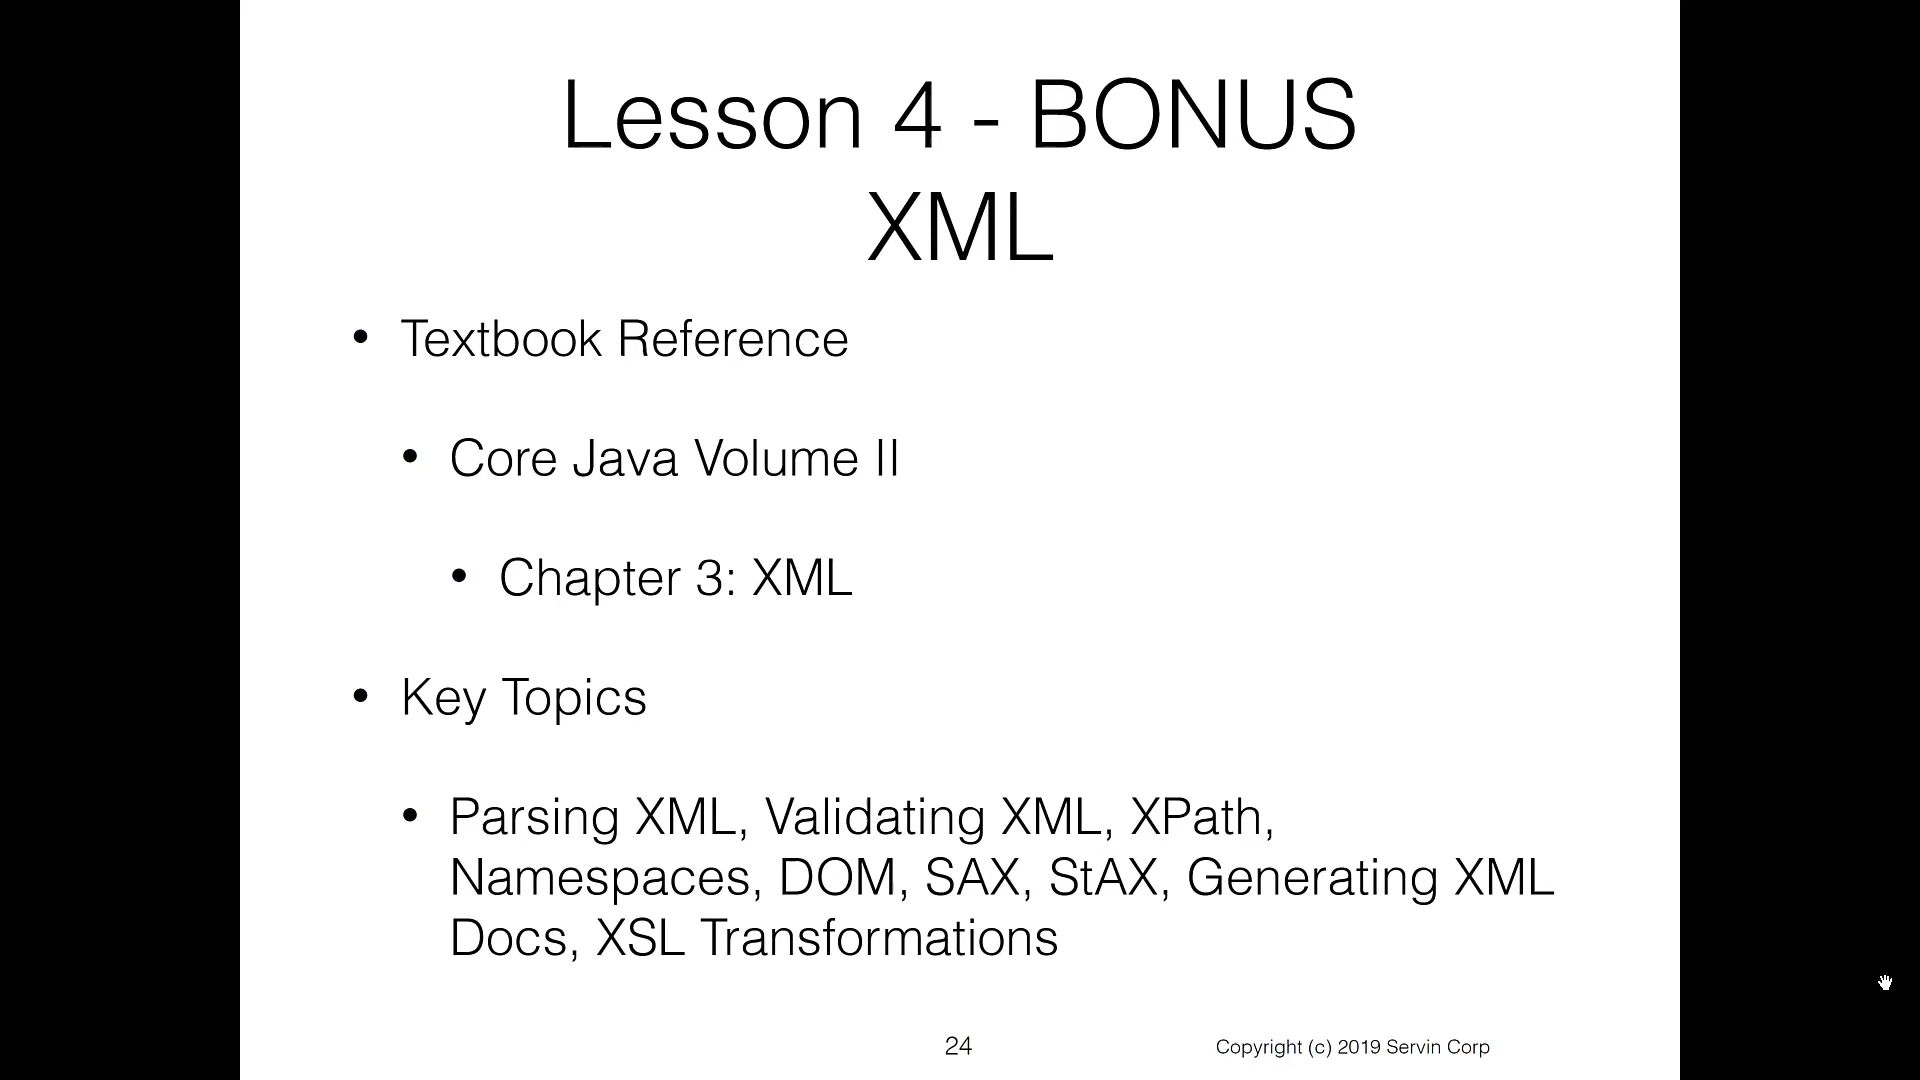 Lesson 4 - BONUS
XML
• Textbook Reference
• Core Java Volume II
• Chapter 3: XML
• Key Topics
• Parsing XML, Validating XML, XPath,
Namespaces, DOM, SAX, StAX, Generating XML
Docs, XSL Transformations
24
Copyright (c) 2019 Servin Corp